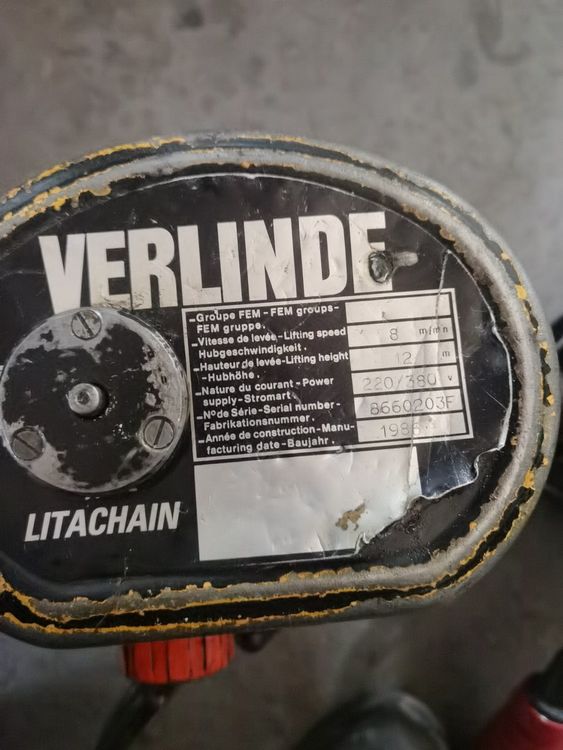 VERLINDE
-Groupe FEM - FEM groups-
FEM gruppe.
-Vitesse de levée-Lifting speed 8 m/mn
Hubgeschwindigkeit.
-Hauteur de levée-Lifting height 12 m
-Hubhöhe.
-Nature du courant-Power 220/380 v
supply-Stromart
-N°de Série-Serial number- 8660203F
Fabrikationsnummer.
-Année de construction-Manu-
facturing date-Baujahr.
LITACHAIN